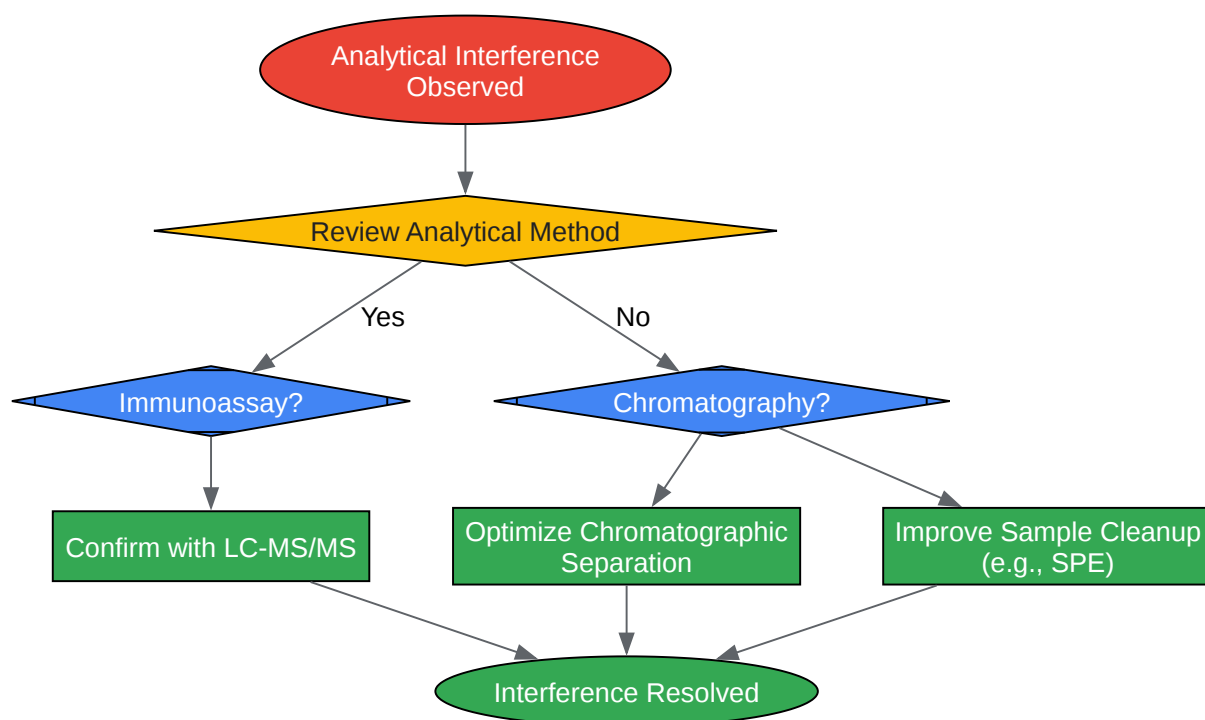 Analytical Interference
Observed
Review Analytical Method
Yes
No
Immunoassay?
Chromatography?
Confirm with LC-MS/MS
Optimize Chromatographic
Separation
Improve Sample Cleanup
(e.g., SPE)
Interference Resolved